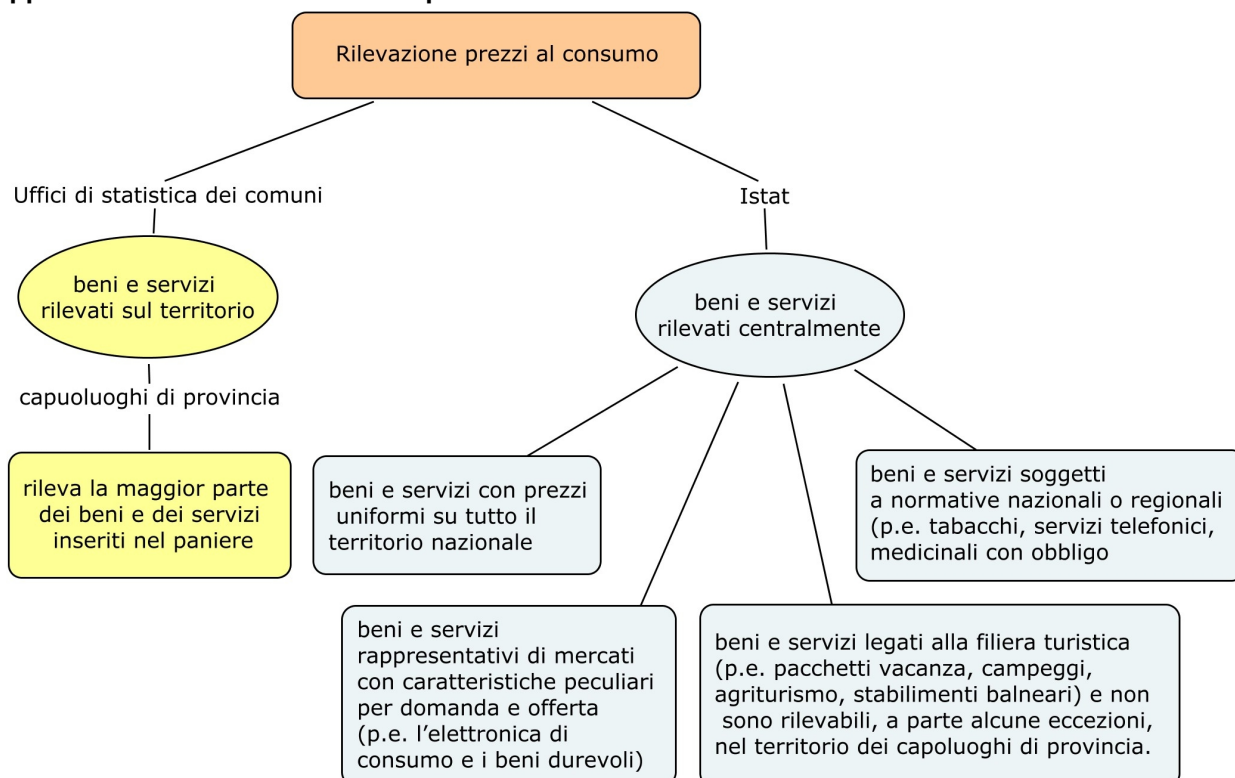 Rilevazione prezzi al consumo
Uffici di statistica dei comuni
Istat
beni e servizi
rilevati sul territorio
beni e servizi
rilevati centralmente
capuoluoghi di provincia
rileva la maggior parte
dei beni e dei servizi
inseriti nel paniere
beni e servizi con prezzi
uniformi su tutto il
territorio nazionale
beni e servizi soggetti
a normative nazionali o regionali
(p.e. tabacchi, servizi telefonici,
medicinali con obbligo
beni e servizi
rappresentativi di mercati
con caratteristiche peculiari
per domanda e offerta
(p.e. l'elettronica di
consumo e i beni durevoli)
beni e servizi legati alla filiera turistica
(p.e. pacchetti vacanza, campeggi,
agriturismo, stabilimenti balneari) e non
sono rilevabili, a parte alcune eccezioni,
nel territorio dei capoluoghi di provincia.